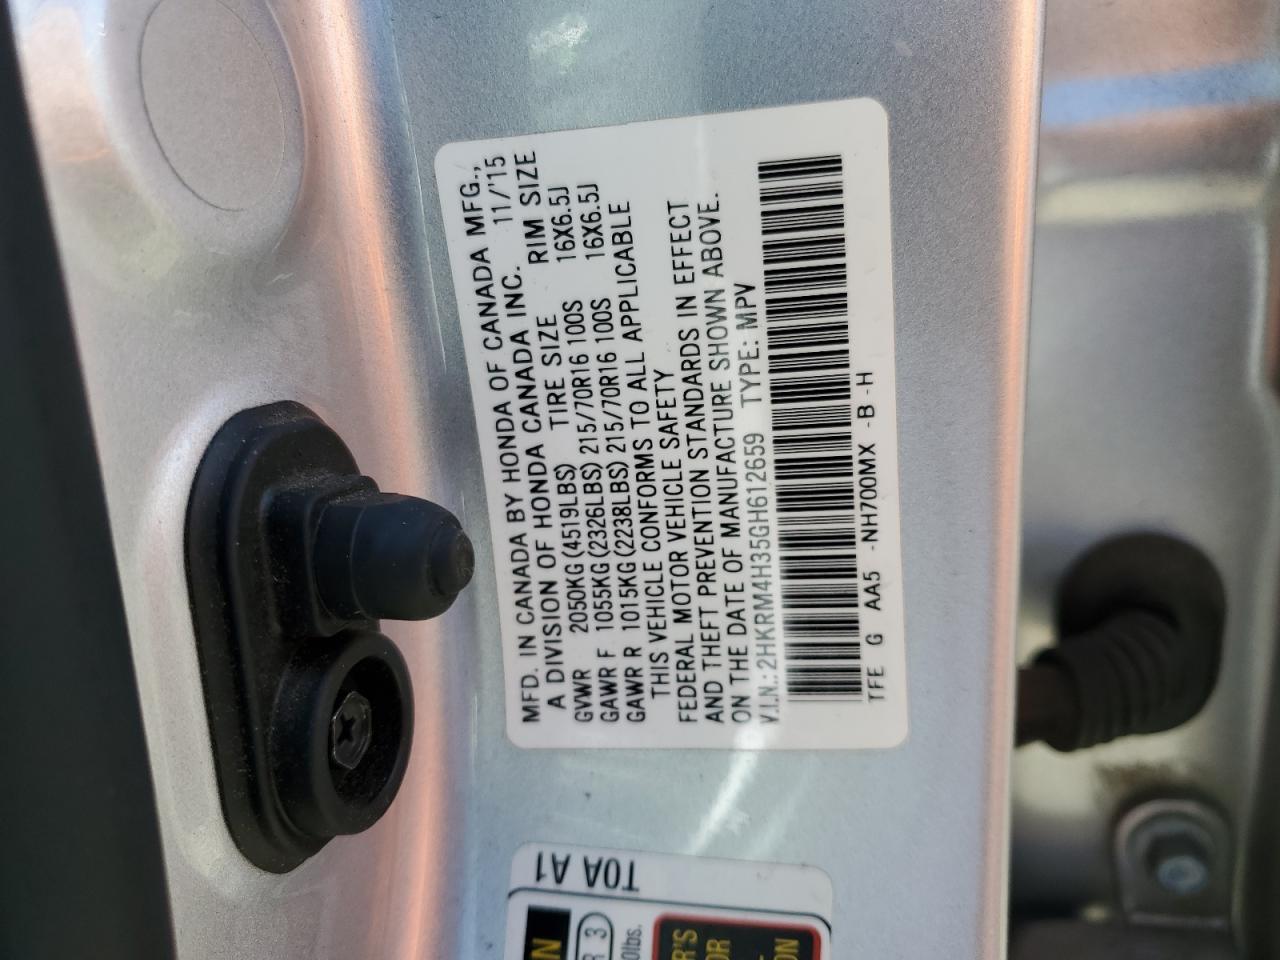 MFD. IN CANADA BY HONDA OF CANADA MFG.,
A DIVISION OF HONDA CANADA INC. 11/'15
GVWR 2050KG(4519LBS) TIRE SIZE RIM SIZE
GAWR F 1055KG(2326LBS) 215/70R16 100S 16X6.5J
GAWR R 1015KG(2238LBS) 215/70R16 100S 16X6.5J
THIS VEHICLE CONFORMS TO ALL APPLICABLE
FEDERAL MOTOR VEHICLE SAFETY
AND THEFT PREVENTION STANDARDS IN EFFECT
ON THE DATE OF MANUFACTURE SHOWN ABOVE.
V.I.N.:2HKRM4H35GH612659 TYPE: MPV
TFE G AA5 -NH700MX -B -H
T0A A1
R 3
0lbs.